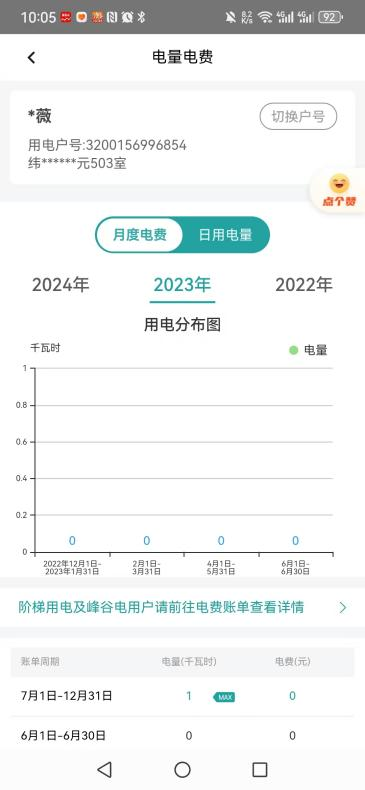 10:05 8.2 K/s 4G 4G 92
电量电费
*薇
切换户号
用电户号:3200156996854
纬******元503室
点个赞
月度电费 日用电量
2024年 2023年 2022年
用电分布图
千瓦时 电量
1
0.8
0.6
0.4
0.2
0
0 0 0 0
2022年12月1日-2023年1月31日
2月1日-3月31日
4月1日-5月31日
6月1日-6月30日
阶梯用电及峰谷电用户请前往电费账单查看详情
账单周期 电量(千瓦时) 电费(元)
7月1日-12月31日 1 MAX 0
6月1日-6月30日 0 0